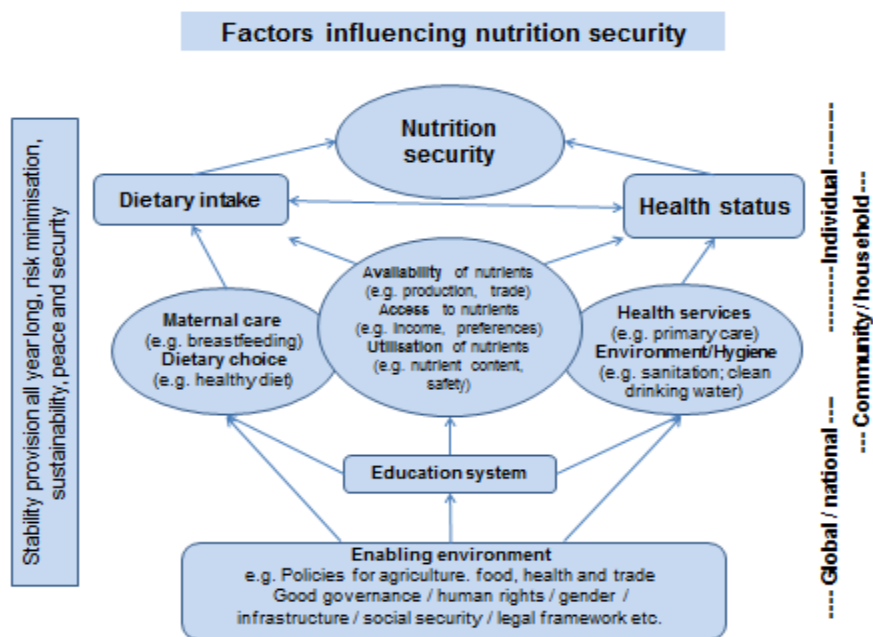 Factors influencing nutrition security
Stability provision all year long, risk minimisation,
sustainability, peace and security
Nutrition
security
Dietary intake
Health status
Availability of nutrients
(e.g. production, trade)
Access to nutrients
(e.g. income, preferences)
Utilisation of nutrients
(e.g. nutrient content,
safety)
Maternal care
(e.g. breastfeeding)
Dietary choice
(e.g. healthy diet)
Health services
(e.g. primary care)
Environment/Hygiene
(e.g. sanitation; clean
drinking water)
Education system
Enabling environment
e.g. Policies for agriculture. food, health and trade
Good governance / human rights / gender /
infrastructure / social security / legal framework etc.
---- Global / national ---- ---------Individual ---------
--- Community / household ---